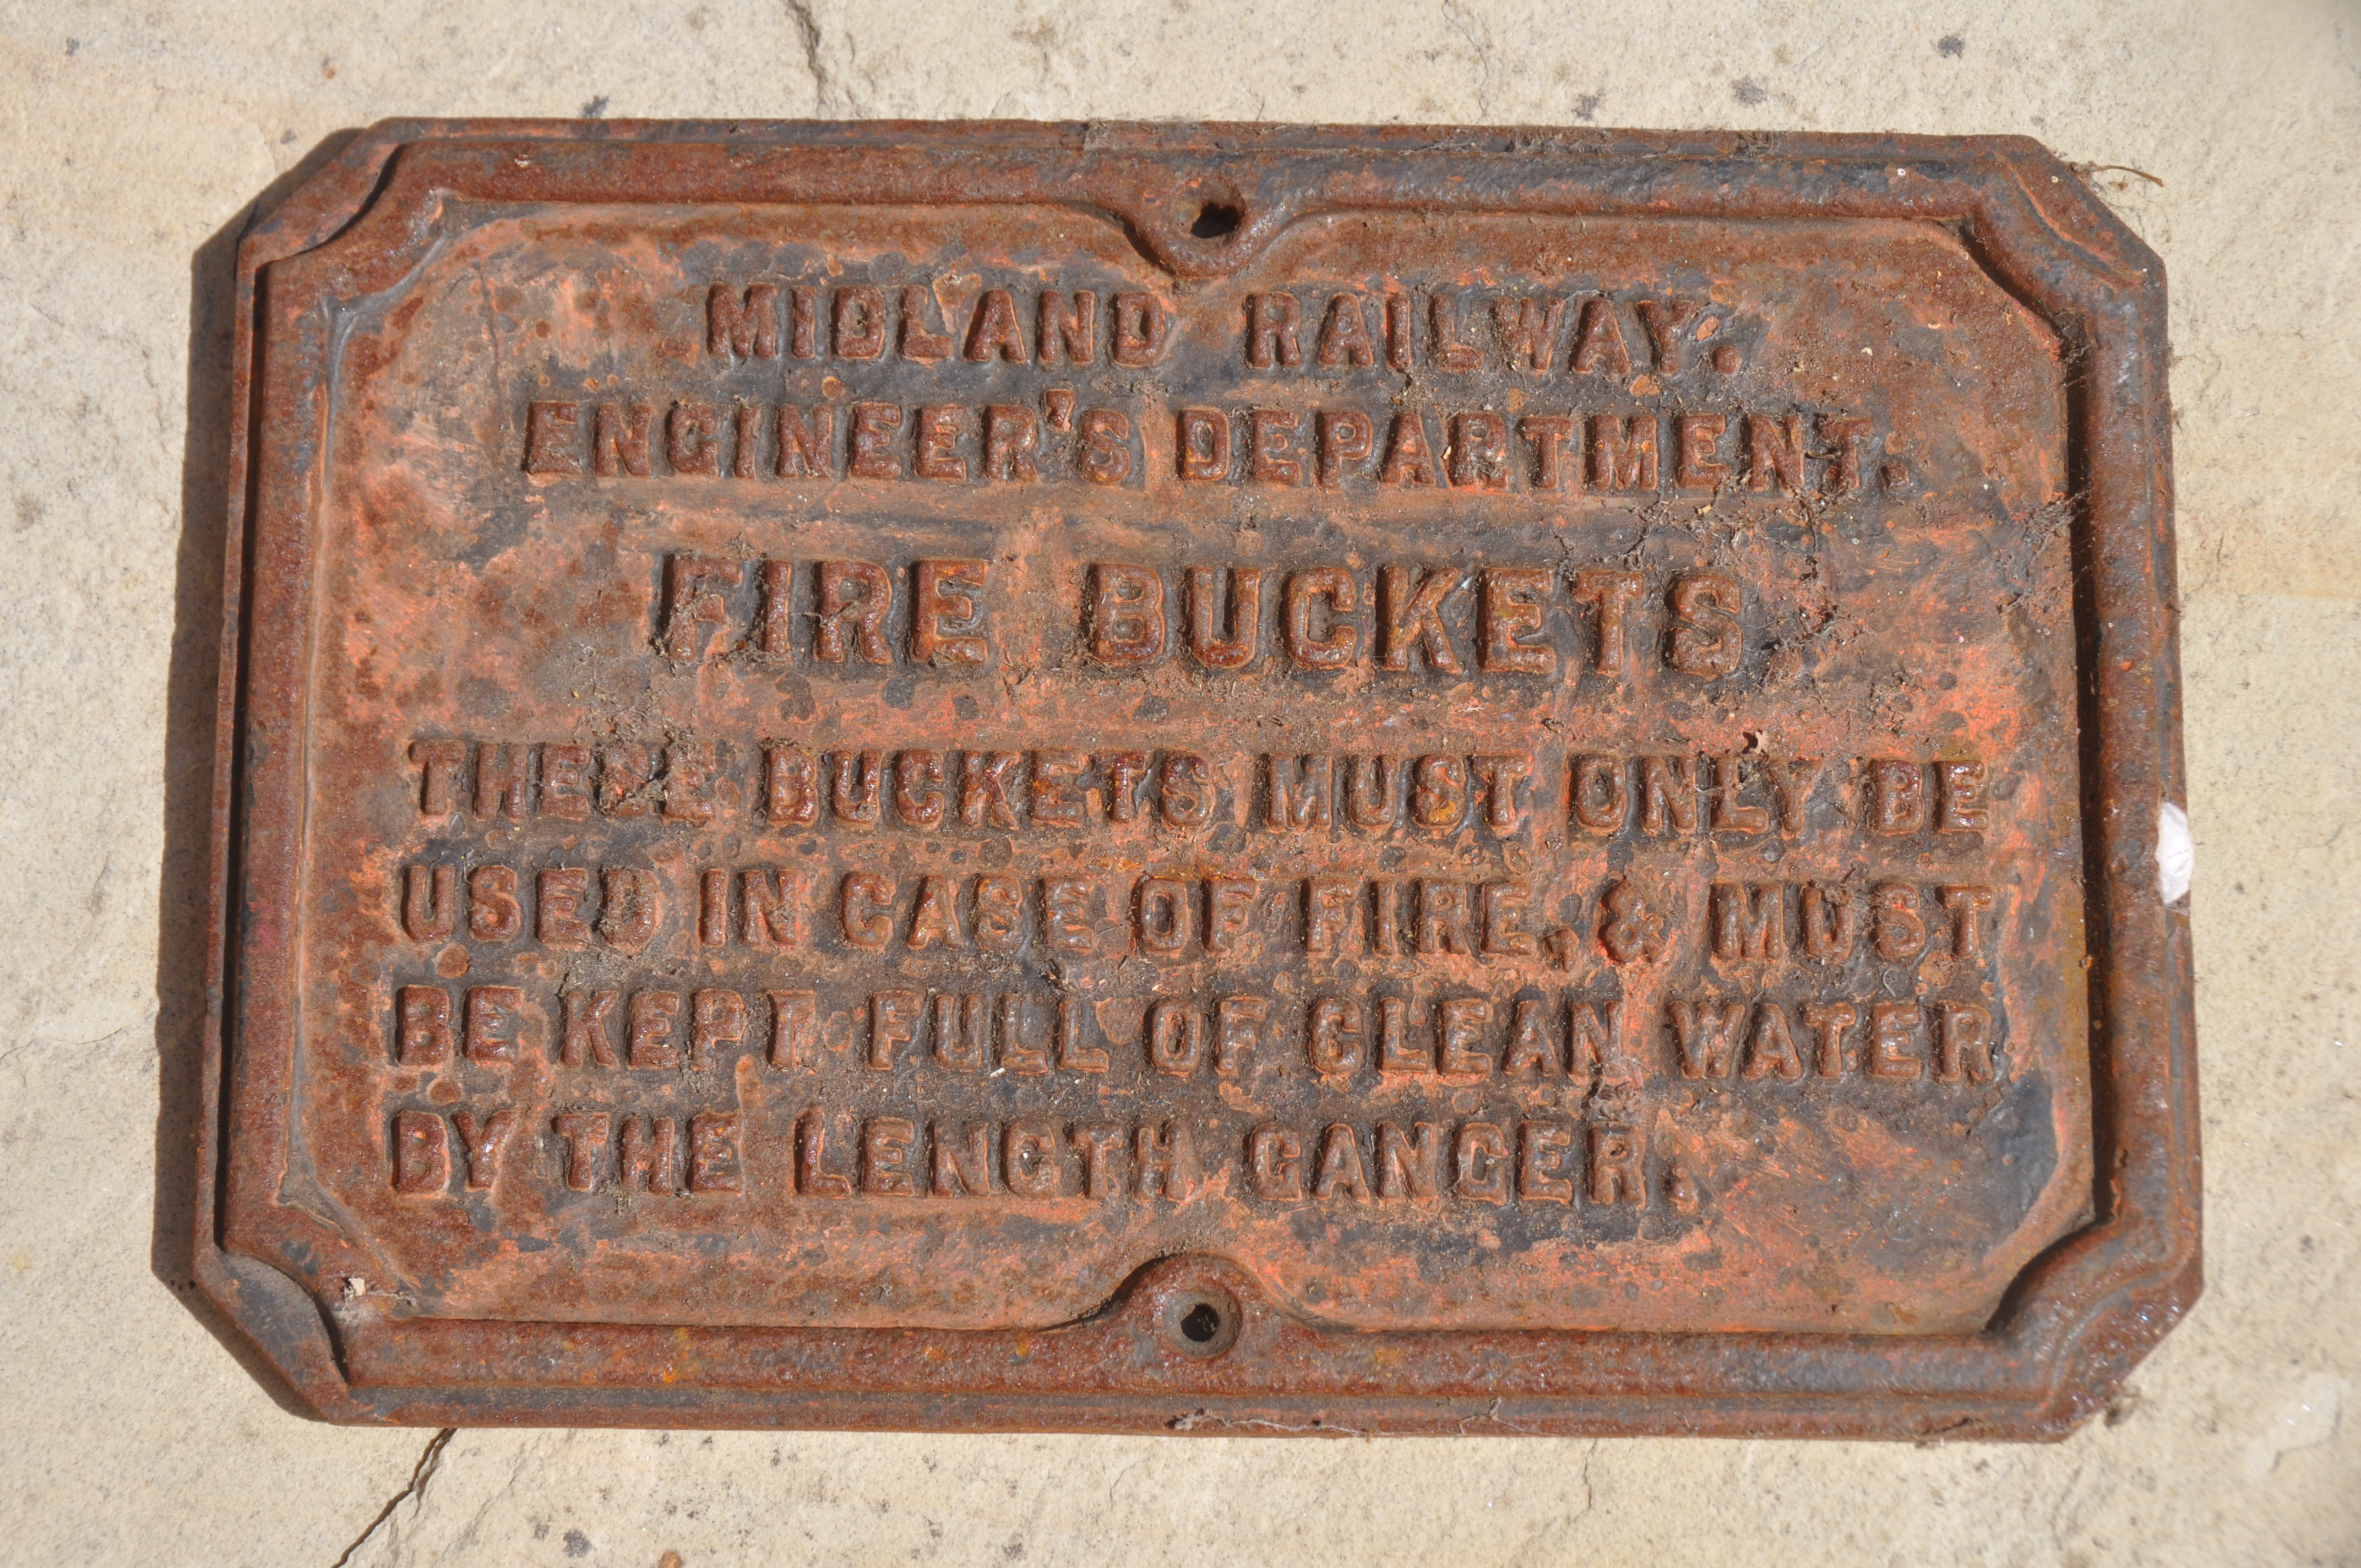 MIDLAND RAILWAY.
ENGINEER'S DEPARTMENT.
FIRE BUCKETS
THESE BUCKETS MUST ONLY BE
USED IN CASE OF FIRE, & MUST
BE KEPT FULL OF CLEAN WATER
BY THE LENGTH GANGER.